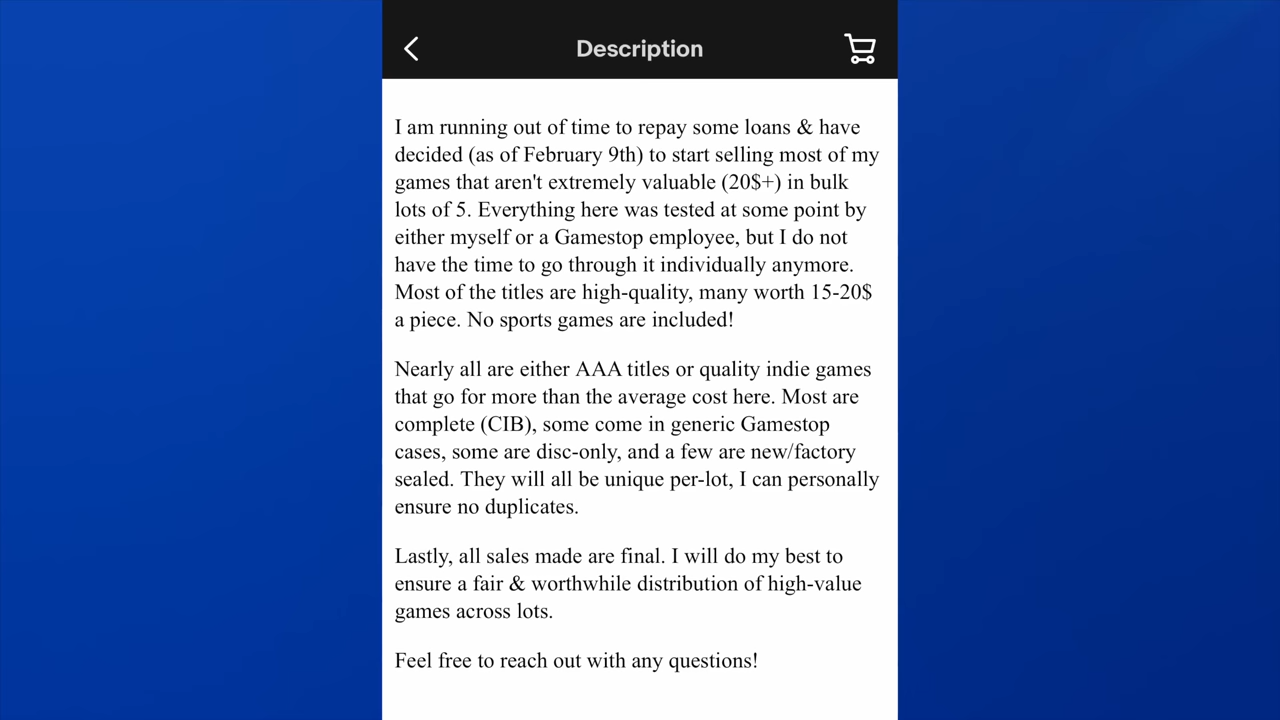 Description
I am running out of time to repay some loans & have
decided (as of February 9th) to start selling most of my
games that aren't extremely valuable (20$+) in bulk
lots of 5. Everything here was tested at some point by
either myself or a Gamestop employee, but I do not
have the time to go through it individually anymore.
Most of the titles are high-quality, many worth 15-20$
a piece. No sports games are included!
Nearly all are either AAA titles or quality indie games
that go for more than the average cost here. Most are
complete (CIB), some come in generic Gamestop
cases, some are disc-only, and a few are new/factory
sealed. They will all be unique per-lot, I can personally
ensure no duplicates.
Lastly, all sales made are final. I will do my best to
ensure a fair & worthwhile distribution of high-value
games across lots.
Feel free to reach out with any questions!